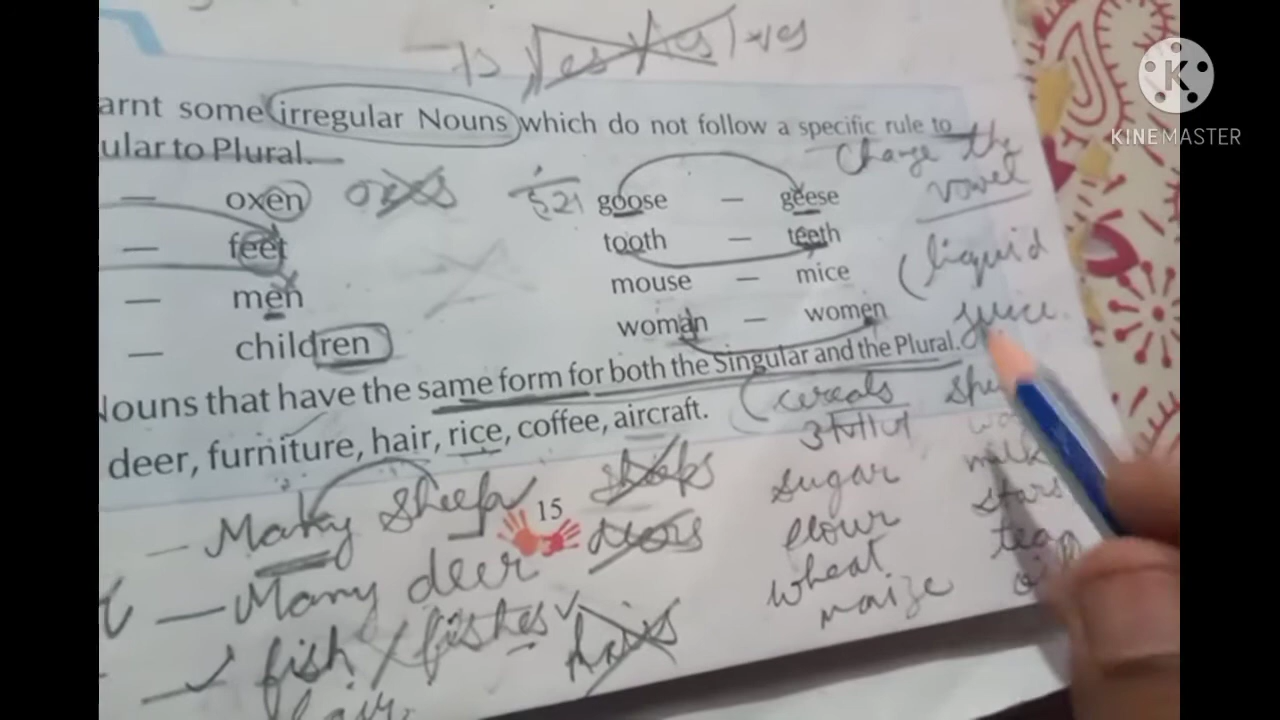 KINEMASTER
arnt some irregular Nouns which do not follow a specific rule to
ular to Plural.
Change the
vowel
— oxen
goose — geese
— feet
tooth — teeth
— men
mouse — mice
— children
woman — women
(liquid
Nouns that have the same form for both the Singular and the Plural.
deer, furniture, hair, rice, coffee, aircraft.
(cereals
अनाज
sugar
milk
flour
wheat
maize
tea
15
— Many sheep
— Many deer
— fish / fishes
hair